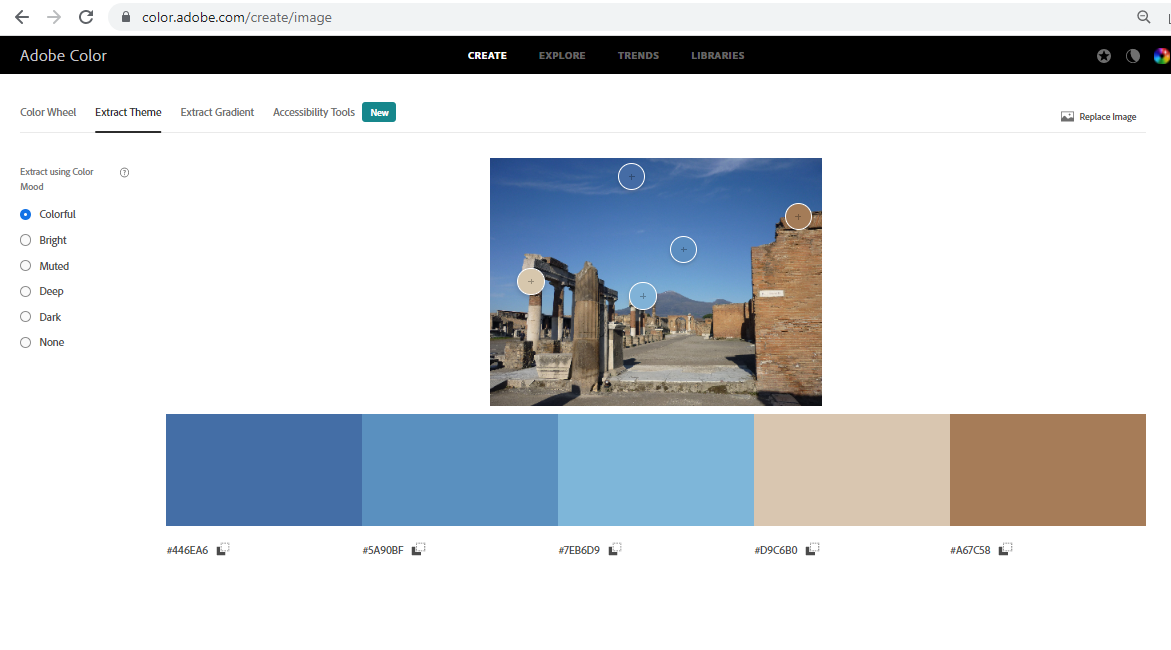 color.adobe.com/create/image
Adobe Color
CREATE
EXPLORE
TRENDS
LIBRARIES
Color Wheel
Extract Theme
Extract Gradient
Accessibility Tools
New
Replace Image
Extract using Color
Mood
Colorful
Bright
Muted
Deep
Dark
None
#446EA6
#5A90BF
#7EB6D9
#D9C6B0
#A67C58